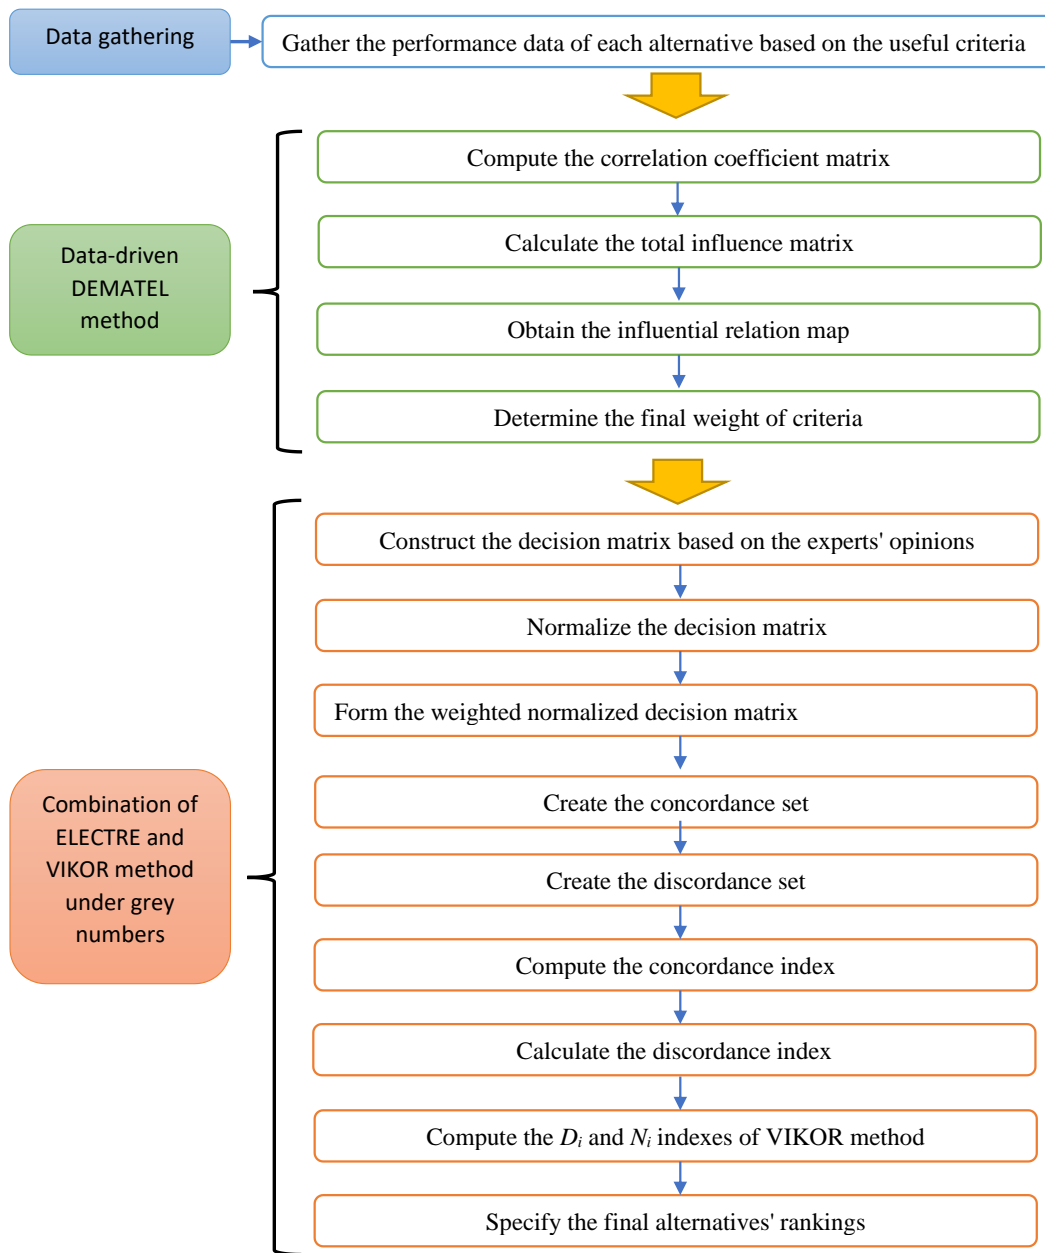 Data gathering
Gather the performance data of each alternative based on the useful criteria
Data-driven
DEMATEL
method
Compute the correlation coefficient matrix
Calculate the total influence matrix
Obtain the influential relation map
Determine the final weight of criteria
Combination of
ELECTRE and
VIKOR method
under grey
numbers
Construct the decision matrix based on the experts' opinions
Normalize the decision matrix
Form the weighted normalized decision matrix
Create the concordance set
Create the discordance set
Compute the concordance index
Calculate the discordance index
Compute the Di and Ni indexes of VIKOR method
Specify the final alternatives' rankings